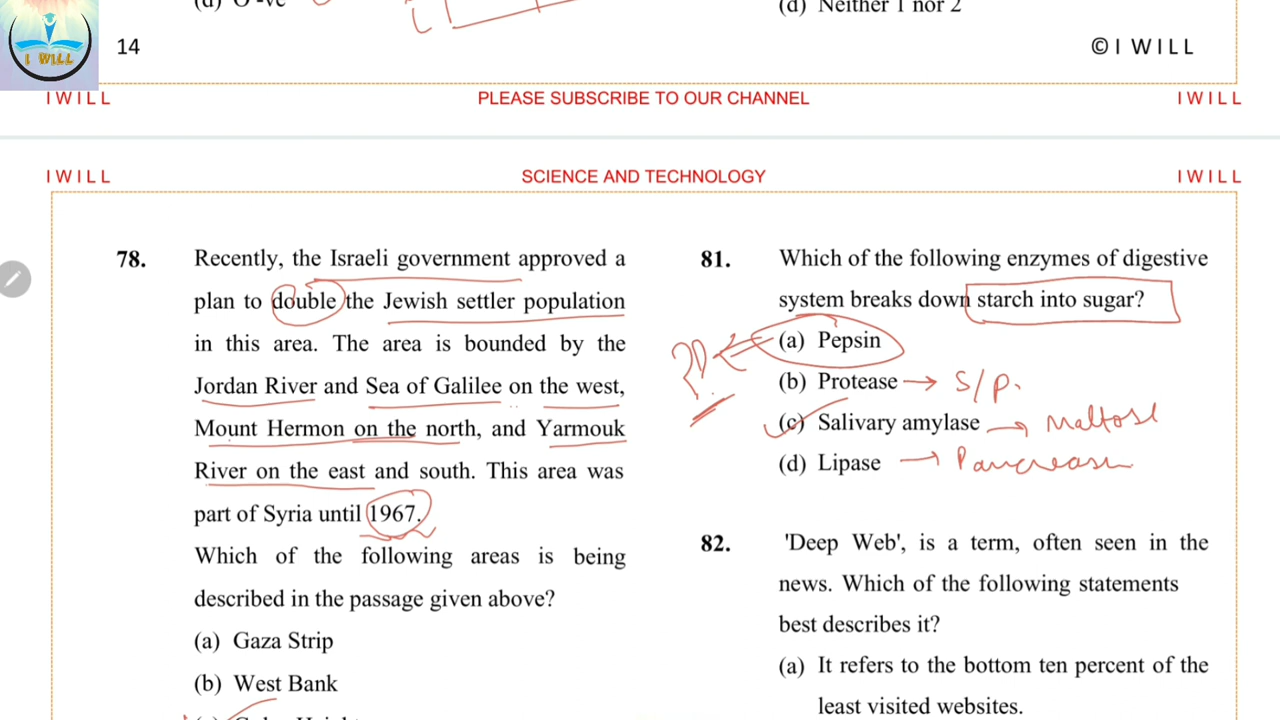 (d) O -ve
(d) Neither 1 nor 2
I WILL
14
© I WILL
I W I L L
PLEASE SUBSCRIBE TO OUR CHANNEL
I W I L L
I W I L L
SCIENCE AND TECHNOLOGY
I W I L L
78. Recently, the Israeli government approved a
plan to double the Jewish settler population
in this area. The area is bounded by the
Jordan River and Sea of Galilee on the west,
Mount Hermon on the north, and Yarmouk
River on the east and south. This area was
part of Syria until 1967.
Which of the following areas is being
described in the passage given above?
(a) Gaza Strip
(b) West Bank
81. Which of the following enzymes of digestive
system breaks down starch into sugar?
(a) Pepsin
(b) Protease → S/P.
(c) Salivary amylase → Maltose
(d) Lipase → Pancreas
82. 'Deep Web', is a term, often seen in the
news. Which of the following statements
best describes it?
(a) It refers to the bottom ten percent of the
least visited websites.